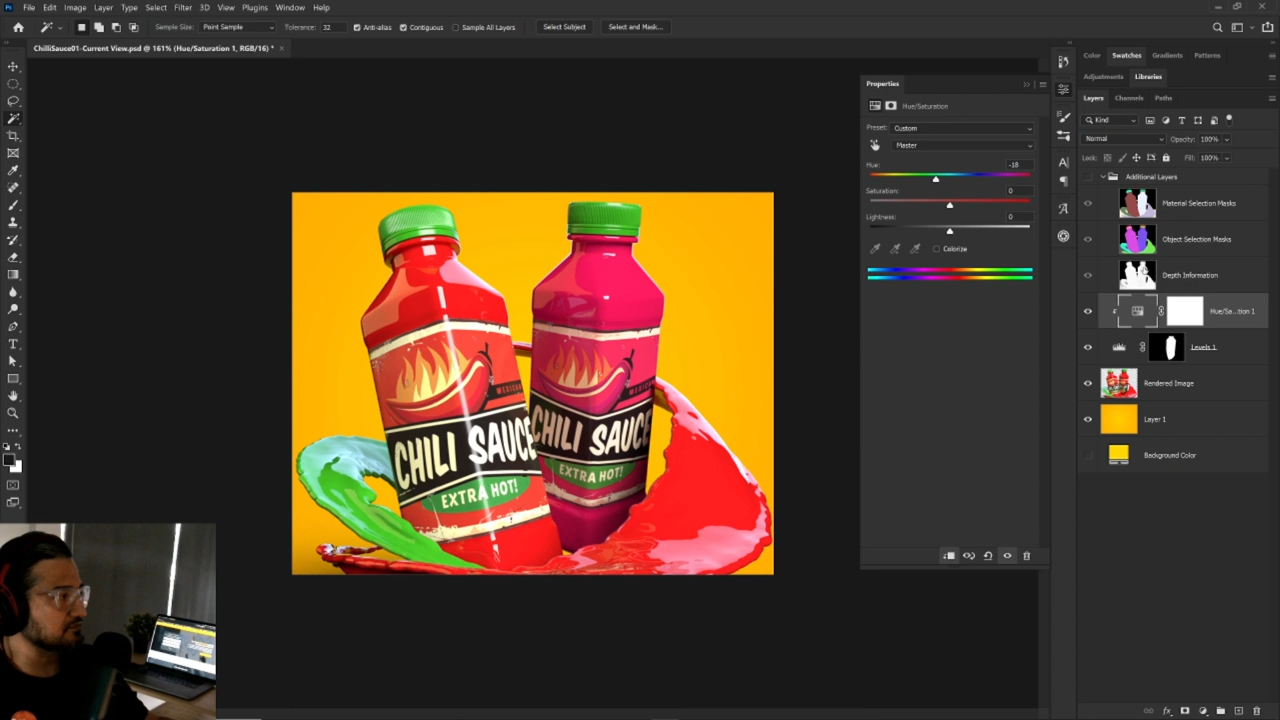 Ps File Edit Image Layer Type Select Filter 3D View Plugins Window Help
Sample Size: Point Sample Tolerance: 32 Anti-alias Contiguous Sample All Layers Select Subject Select and Mask...
ChilliSauce01-Current View.psd @ 161% (Hue/Saturation 1, RGB/16) * ×
Color Swatches Gradients Patterns
Adjustments Libraries
Properties
Layers Channels Paths
Hue/Saturation
Kind
Preset: Custom
Normal Opacity: 100%
Master
Lock: Fill: 100%
Hue: -18
Additional Layers
Saturation: 0
Material Selection Masks
Lightness: 0
Object Selection Masks
Colorize
Depth Information
Hue/Sa...tion 1
Levels 1
Rendered Image
Layer 1
Background Color
CHILI SAUCE
EXTRA HOT!
CHILI SAUCE
EXTRA HOT!